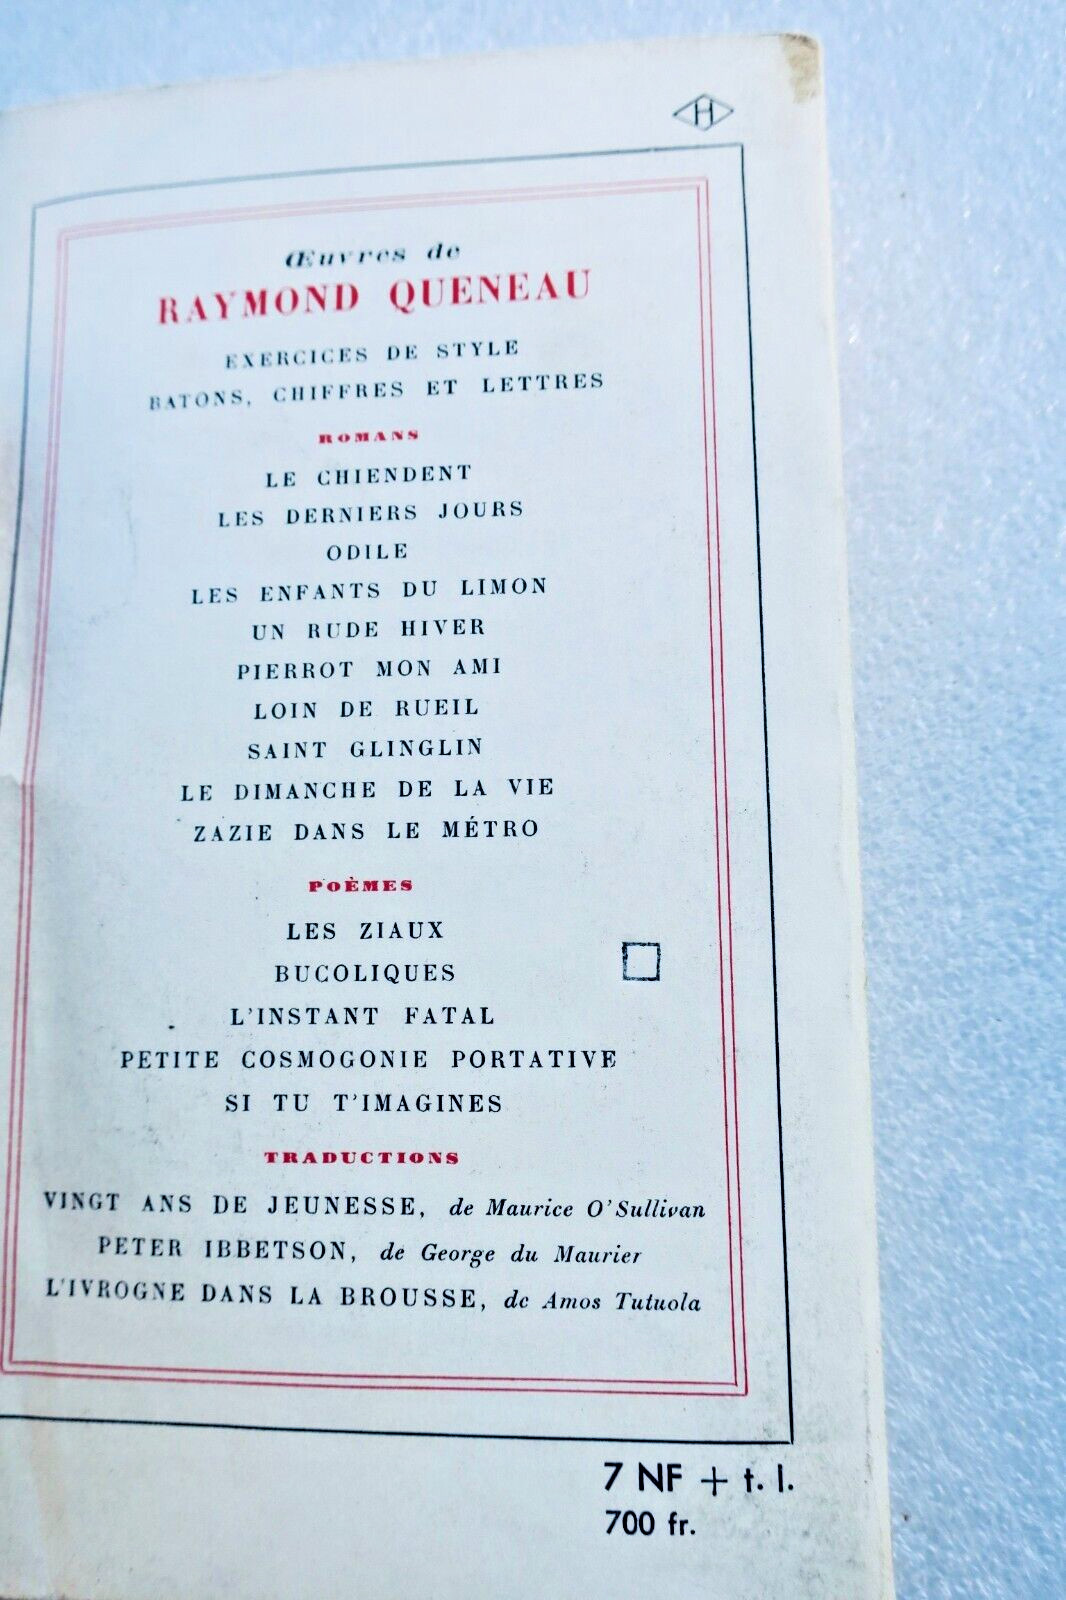 H
Œuvres de
RAYMOND QUENEAU
EXERCICES DE STYLE
BATONS, CHIFFRES ET LETTRES
ROMANS
LE CHIENDENT
LES DERNIERS JOURS
ODILE
LES ENFANTS DU LIMON
UN RUDE HIVER
PIERROT MON AMI
LOIN DE RUEIL
SAINT GLINGLIN
LE DIMANCHE DE LA VIE
ZAZIE DANS LE MÉTRO
POÈMES
LES ZIAUX
BUCOLIQUES
L'INSTANT FATAL
PETITE COSMOGONIE PORTATIVE
SI TU T'IMAGINES
TRADUCTIONS
VINGT ANS DE JEUNESSE, de Maurice O'Sullivan
PETER IBBETSON, de George du Maurier
L'IVROGNE DANS LA BROUSSE, de Amos Tutuola
7 NF + t. l.
700 fr.